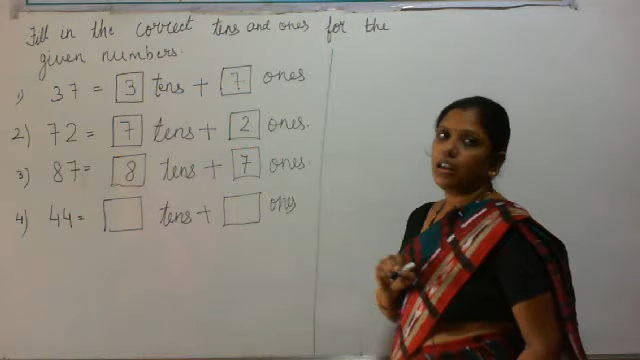 Fill in the correct tens and ones for the
given numbers.
1) 37 = 3 tens + 7 ones
2) 72 = 7 tens + 2 ones.
3) 87 = 8 tens + 7 ones.
4) 44 = tens + ones